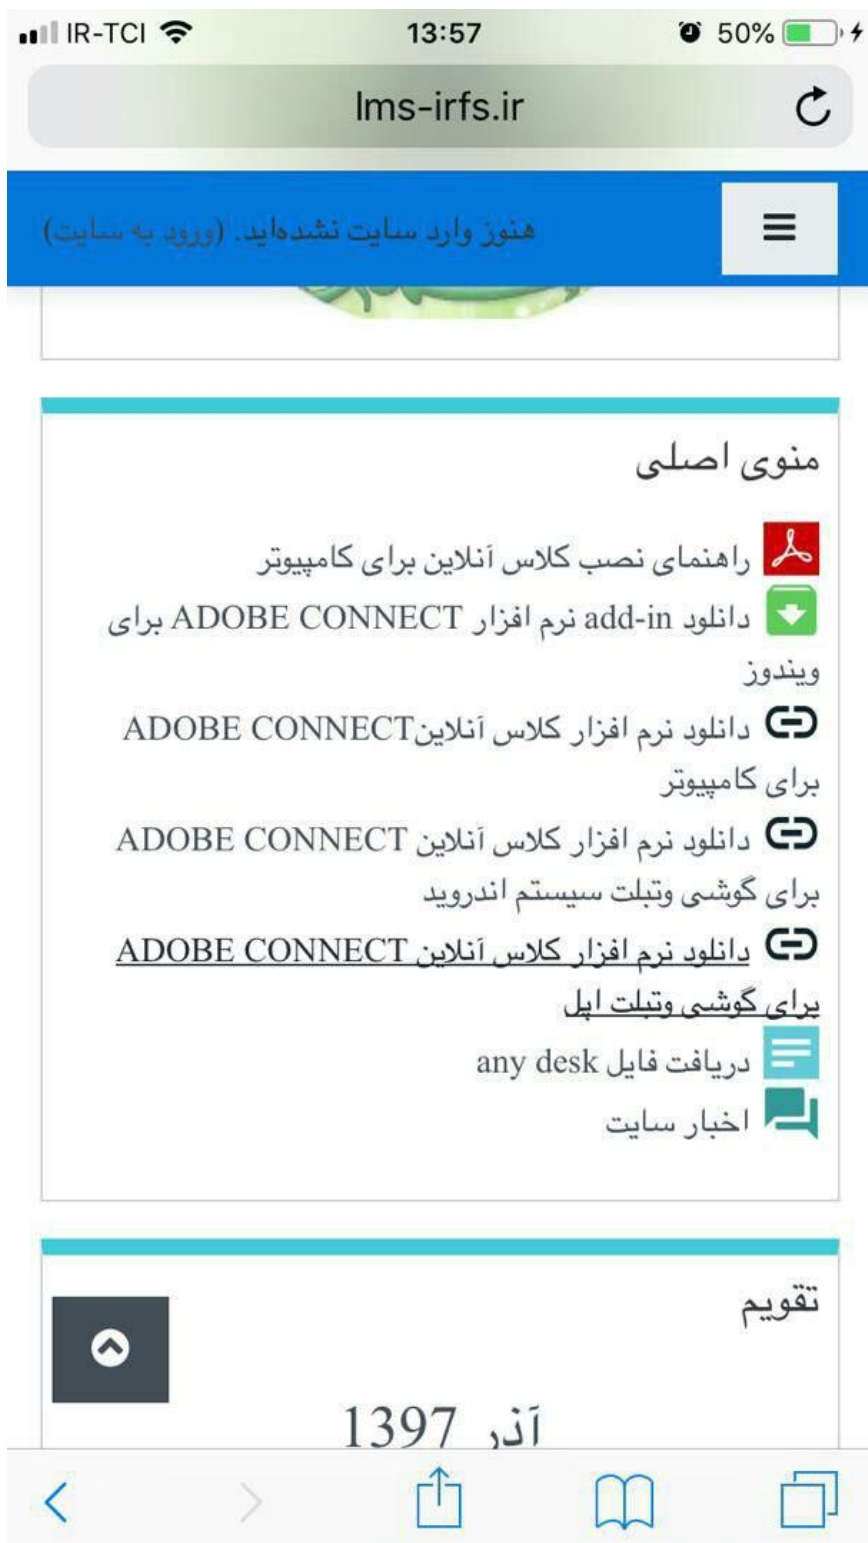 IR-TCI 13:57 50%
lms-irfs.ir
هنوز وارد سایت نشده‌اید. (ورود به سایت)
منوی اصلی
راهنمای نصب کلاس آنلاین برای کامپیوتر
دانلود add-in نرم افزار ADOBE CONNECT برای
ویندوز
دانلود نرم افزار کلاس آنلاینADOBE CONNECT
برای کامپیوتر
دانلود نرم افزار کلاس آنلاین ADOBE CONNECT
برای گوشی وتبلت سیستم اندروید
دانلود نرم افزار کلاس آنلاین ADOBE CONNECT
برای گوشی وتبلت اپل
دریافت فایل any desk
اخبار سایت
تقویم
آذر 1397